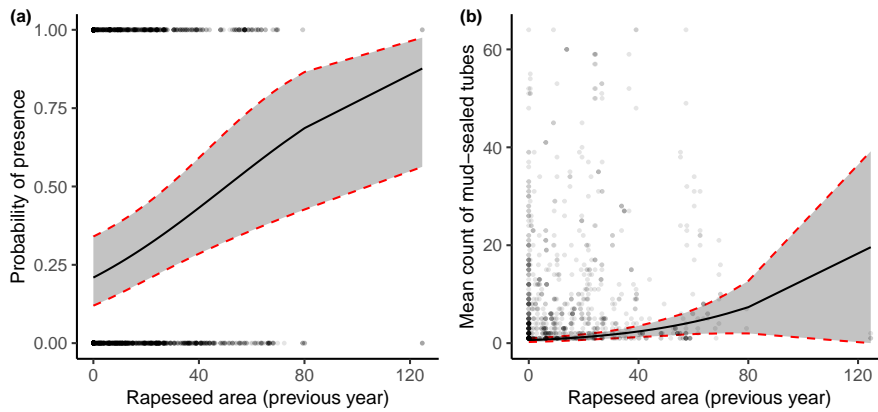 (a)
Probability of presence
1.00
0.75
0.50
0.25
0.00
0 40 80 120
Rapeseed area (previous year)
(b)
Mean count of mud−sealed tubes
60
40
20
0
0 40 80 120
Rapeseed area (previous year)